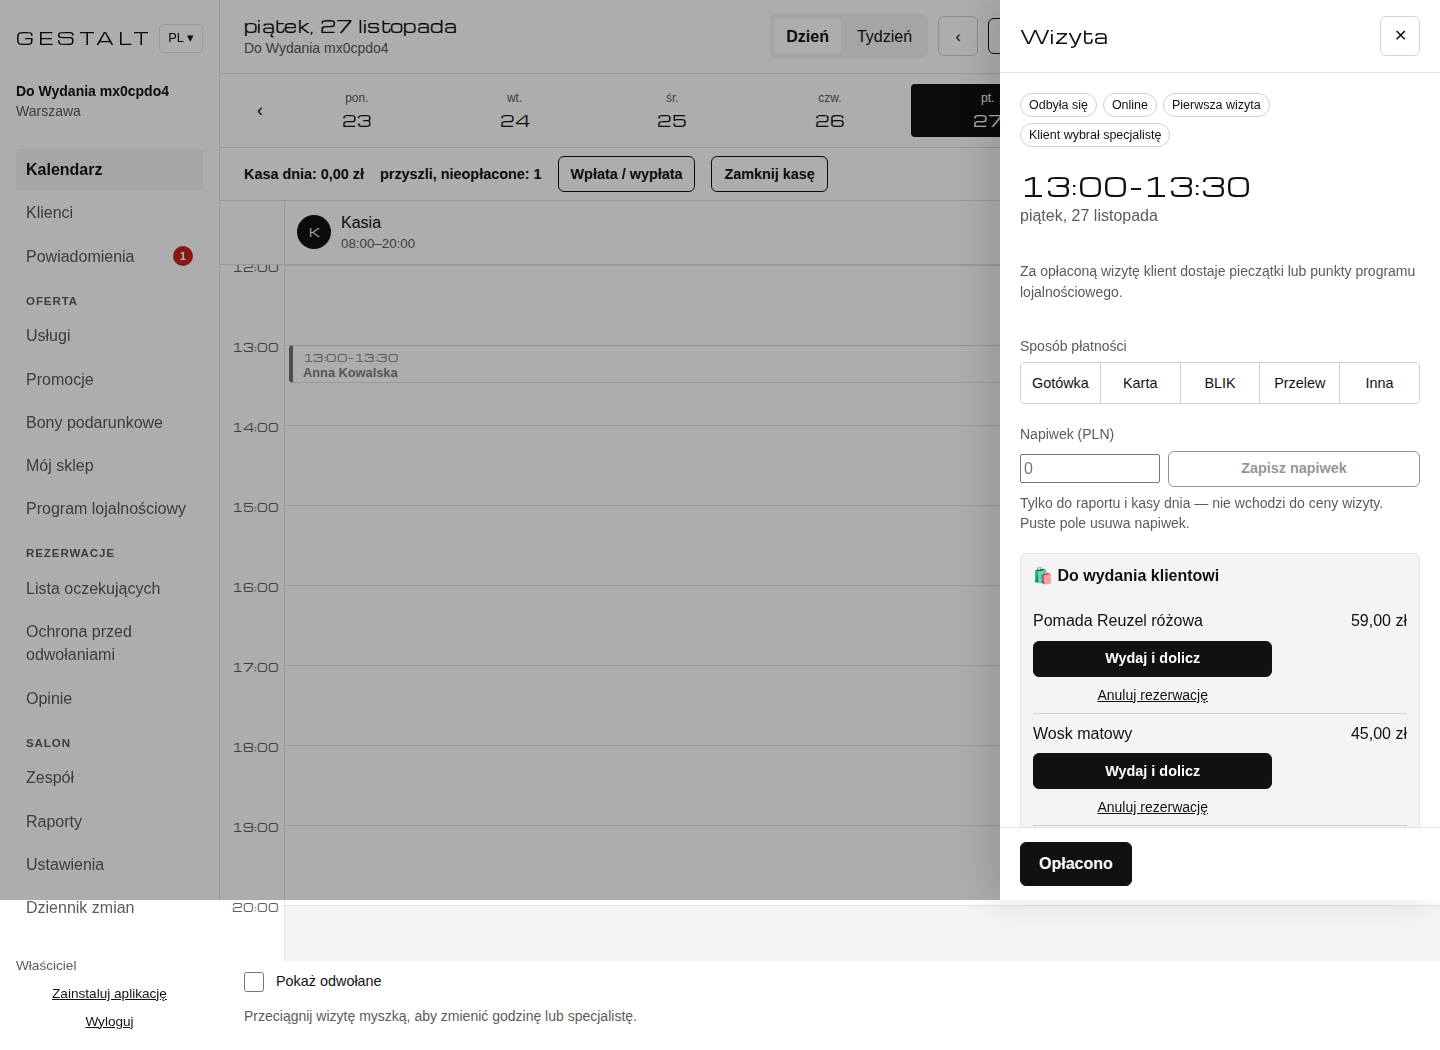 GESTALT
PL ▾
Do Wydania mx0cpdo4
Warszawa
Kalendarz
Klienci
Powiadomienia 1
OFERTA
Usługi
Promocje
Bony podarunkowe
Mój sklep
Program lojalnościowy
REZERWACJE
Lista oczekujących
Ochrona przed
odwołaniami
Opinie
SALON
Zespół
Raporty
Ustawienia
Dziennik zmian
Właściciel
Zainstaluj aplikację
Wyloguj
piątek, 27 listopada
Do Wydania mx0cpdo4
Dzień Tydzień ‹
‹ pon. wt. śr. czw. pt.
23 24 25 26 27
Kasa dnia: 0,00 zł przyszli, nieopłacone: 1 Wpłata / wypłata Zamknij kasę
K Kasia
08:00–20:00
12:00
13:00
13:00-13:30
Anna Kowalska
14:00
15:00
16:00
17:00
18:00
19:00
20:00
Pokaż odwołane
Przeciągnij wizytę myszką, aby zmienić godzinę lub specjalistę.
Wizyta ✕
Odbyła się Online Pierwsza wizyta
Klient wybrał specjalistę
13:00-13:30
piątek, 27 listopada
Za opłaconą wizytę klient dostaje pieczątki lub punkty programu
lojalnościowego.
Sposób płatności
Gotówka Karta BLIK Przelew Inna
Napiwek (PLN)
0 Zapisz napiwek
Tylko do raportu i kasy dnia — nie wchodzi do ceny wizyty.
Puste pole usuwa napiwek.
🛍️ Do wydania klientowi
Pomada Reuzel różowa 59,00 zł
Wydaj i dolicz
Anuluj rezerwację
Wosk matowy 45,00 zł
Wydaj i dolicz
Anuluj rezerwację
Opłacono